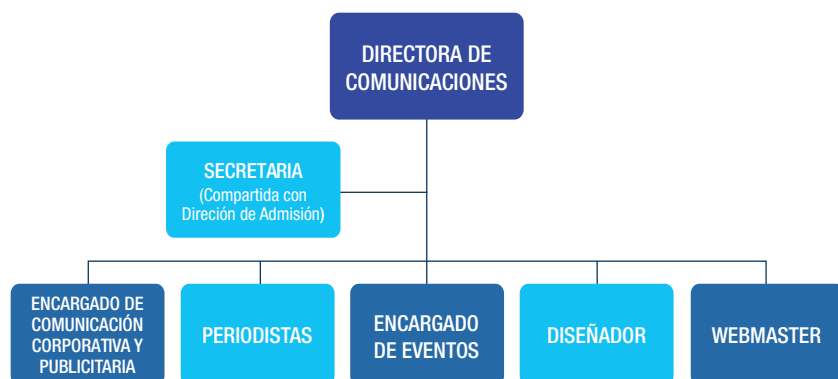 DIRECTORA DE
COMUNICACIONES
SECRETARIA
(Compartida con
Direción de Admisión)
ENCARGADO DE
COMUNICACIÓN
CORPORATIVA Y
PUBLICITARIA
PERIODISTAS
ENCARGADO
DE EVENTOS
DISEÑADOR
WEBMASTER